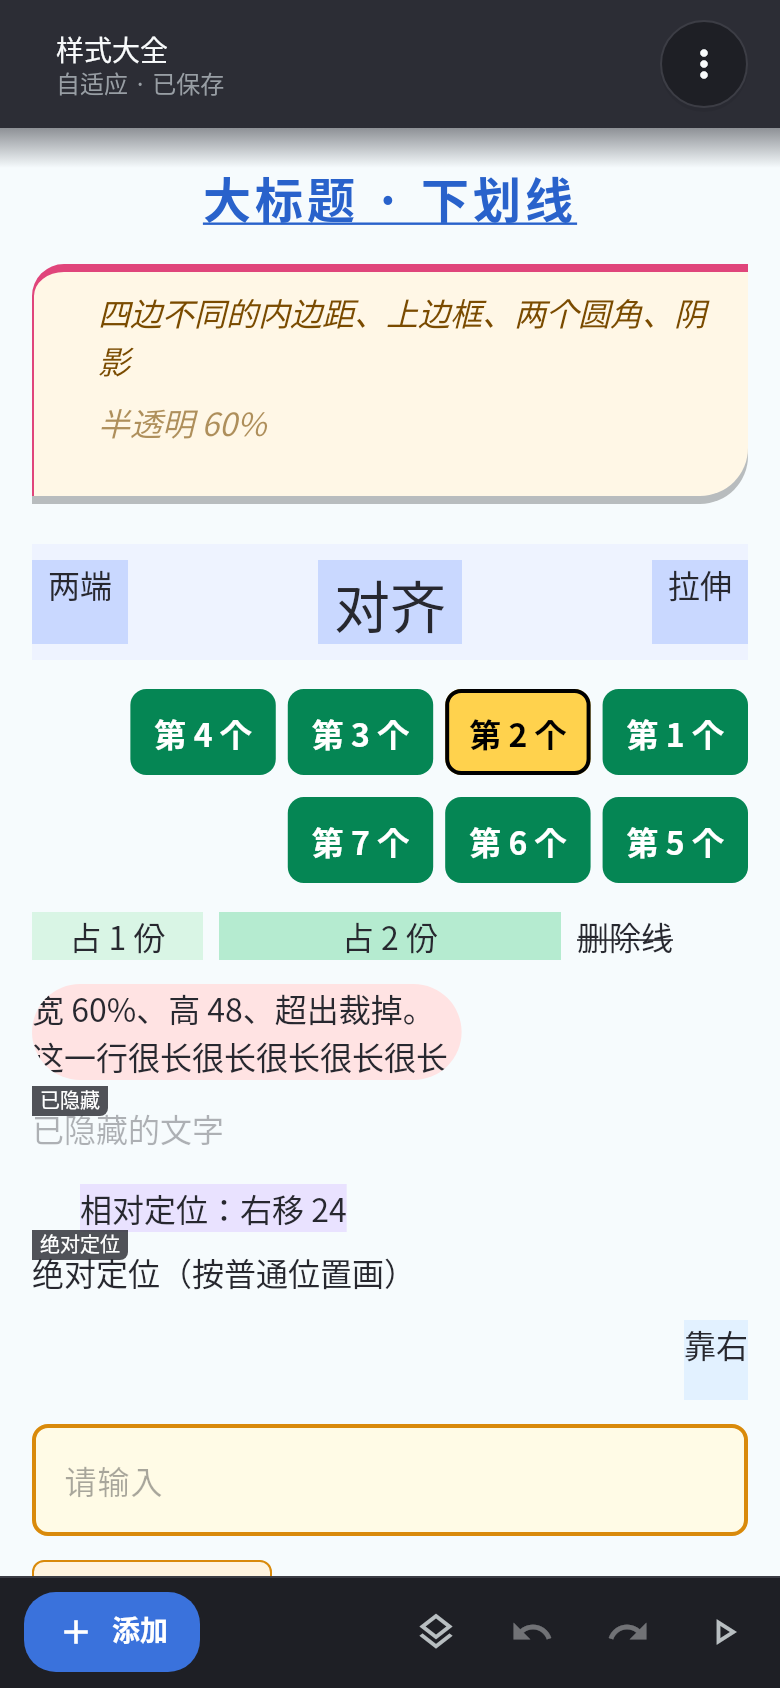 样式大全
自适应 · 已保存
大标题 · 下划线
四边不同的内边距、上边框、两个圆角、阴
影
半透明 60%
两端 对齐 拉伸
第 4 个 第 3 个 第 2 个 第 1 个
第 7 个 第 6 个 第 5 个
占 1 份 占 2 份 删除线
宽 60%、高 48、超出裁掉。
这一行很长很长很长很长很长
已隐藏
已隐藏的文字
相对定位：右移 24
绝对定位
绝对定位（按普通位置画）
靠右
请输入
添加